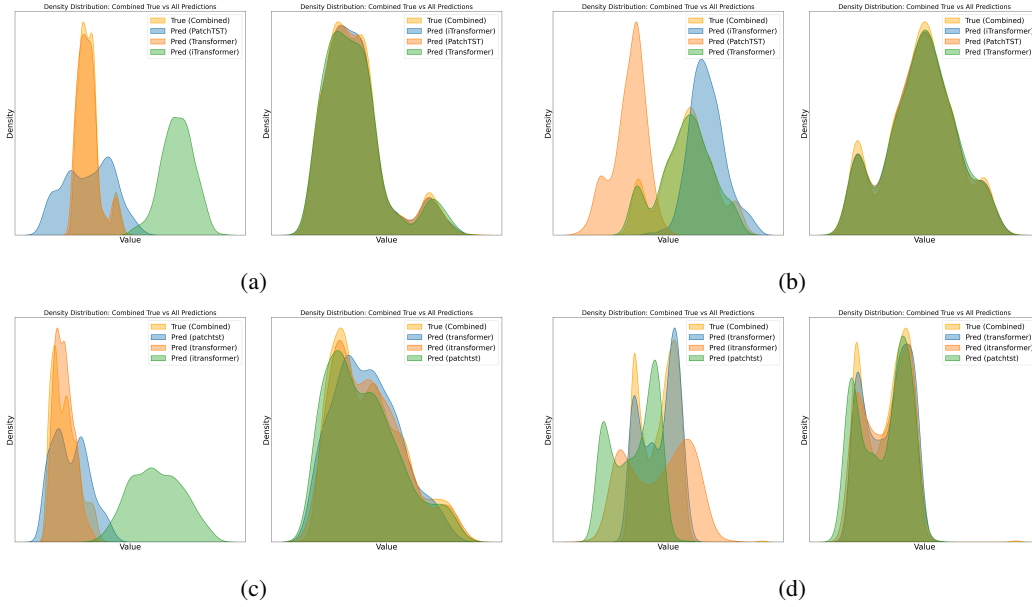 Density Distribution: Combined True vs All Predictions
True (Combined)
Pred (PatchTST)
Pred (Transformer)
Pred (iTransformer)
Density
Value
Density Distribution: Combined True vs All Predictions
True (Combined)
Pred (PatchTST)
Pred (Transformer)
Pred (iTransformer)
Density
Value
(a)
Density Distribution: Combined True vs All Predictions
True (Combined)
Pred (iTransformer)
Pred (PatchTST)
Pred (Transformer)
Density
Value
Density Distribution: Combined True vs All Predictions
True (Combined)
Pred (iTransformer)
Pred (PatchTST)
Pred (Transformer)
Density
Value
(b)
Density Distribution: Combined True vs All Predictions
True (Combined)
Pred (patchtst)
Pred (transformer)
Pred (itransformer)
Density
Value
Density Distribution: Combined True vs All Predictions
True (Combined)
Pred (transformer)
Pred (itransformer)
Pred (patchtst)
Density
Value
(c)
Density Distribution: Combined True vs All Predictions
True (Combined)
Pred (transformer)
Pred (itransformer)
Pred (patchtst)
Density
Value
Density Distribution: Combined True vs All Predictions
True (Combined)
Pred (transformer)
Pred (itransformer)
Pred (patchtst)
Density
Value
(d)